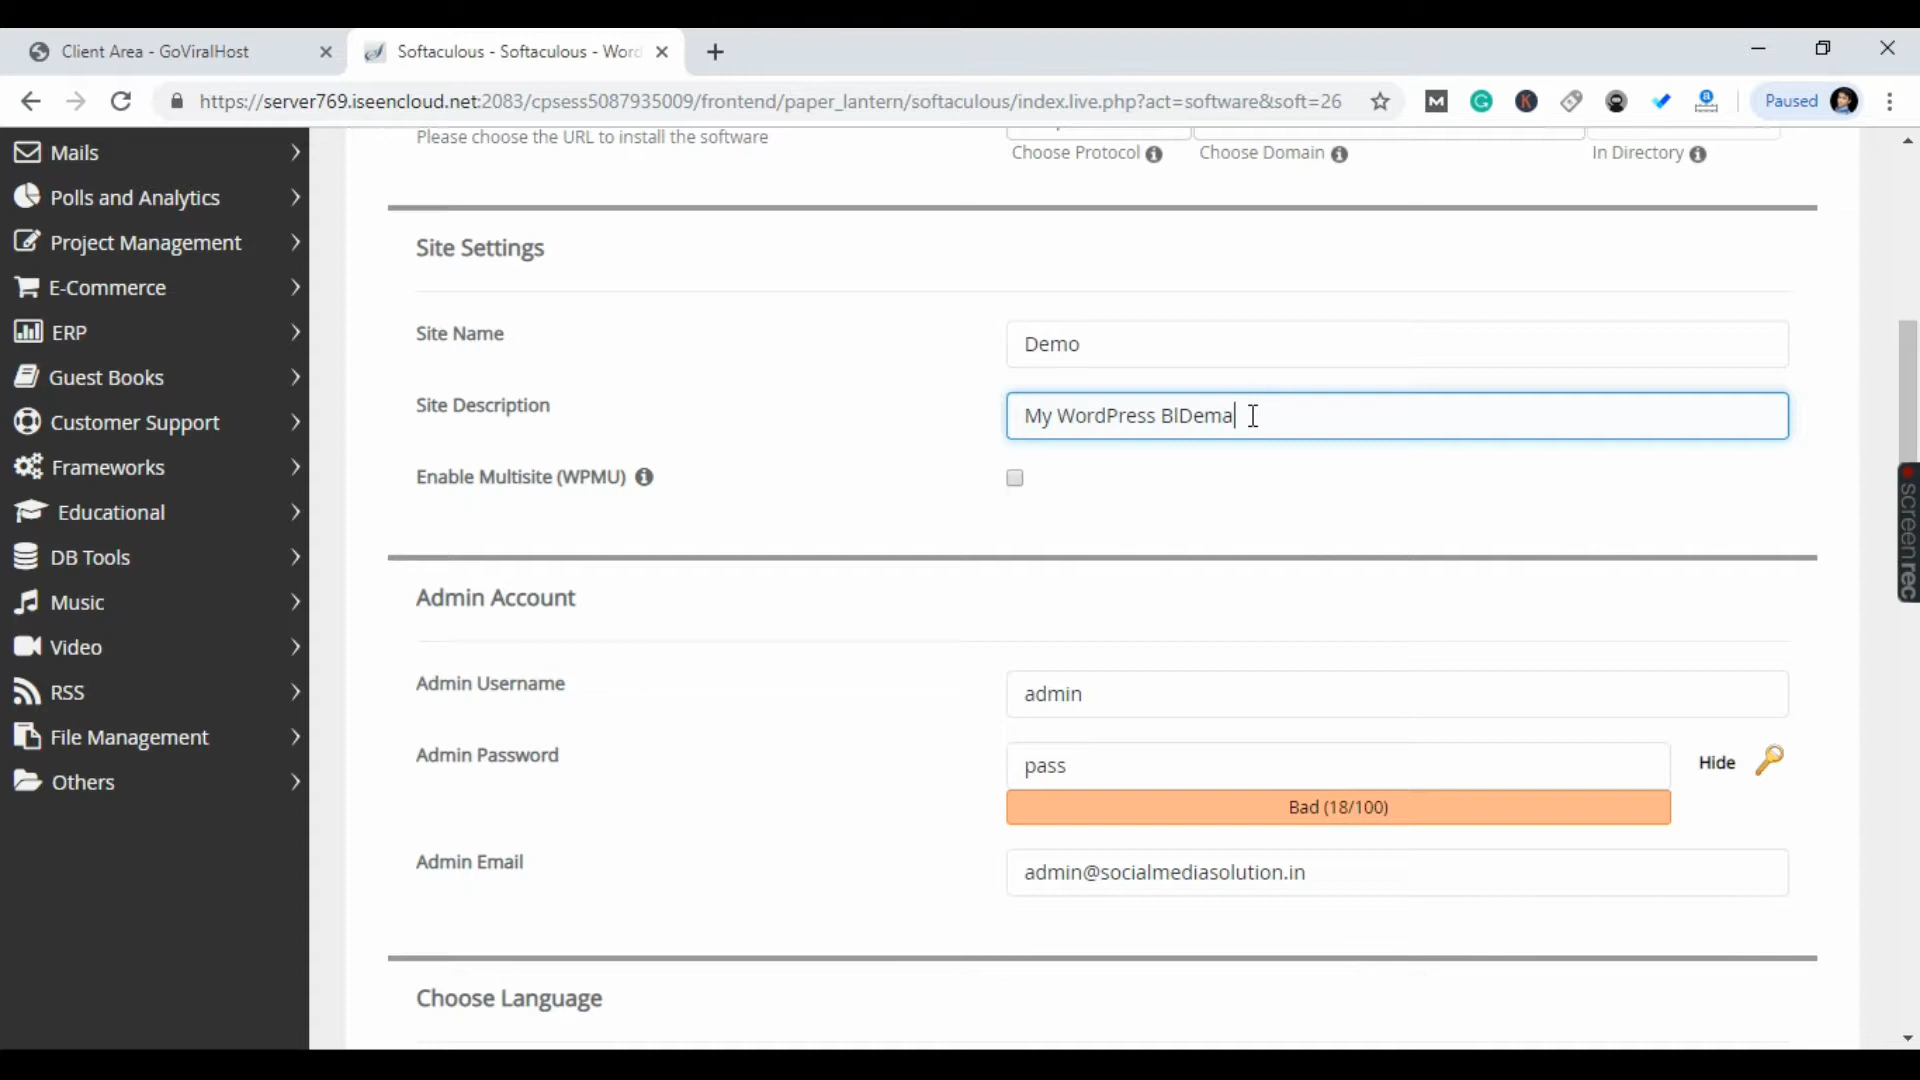 Client Area - GoViralHost
Softaculous - Softaculous - Word
https://server769.iseencloud.net:2083/cpsess5087935009/frontend/paper_lantern/softaculous/index.live.php?act=software&soft=26
Paused
Mails
Polls and Analytics
Project Management
E-Commerce
ERP
Guest Books
Customer Support
Frameworks
Educational
DB Tools
Music
Video
RSS
File Management
Others
Please choose the URL to install the software
Choose Protocol
Choose Domain
In Directory
Site Settings
Site Name
Demo
Site Description
My WordPress BlDema
Enable Multisite (WPMU)
Admin Account
Admin Username
admin
Admin Password
pass
Hide
Bad (18/100)
Admin Email
admin@socialmediasolution.in
Choose Language
screenrec